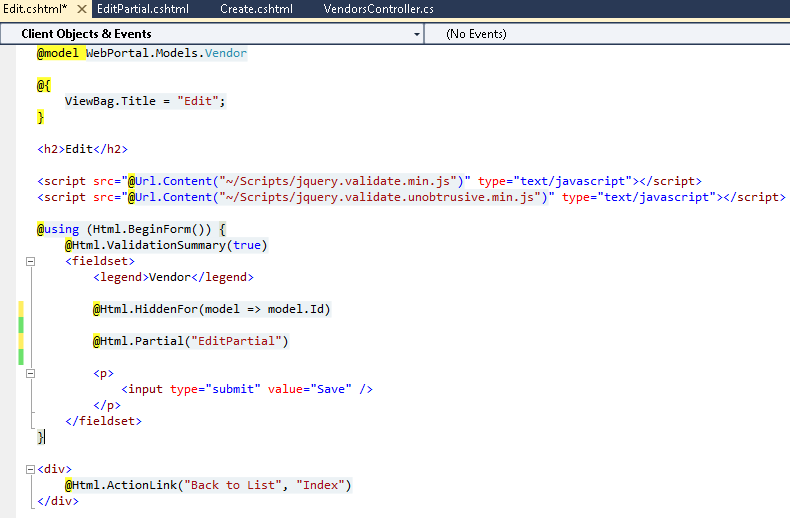 Edit.cshtml* ✕ EditPartial.cshtml Create.cshtml VendorsController.cs
Client Objects & Events (No Events)
@model WebPortal.Models.Vendor
@{
ViewBag.Title = "Edit";
}
<h2>Edit</h2>
<script src="@Url.Content("~/Scripts/jquery.validate.min.js")" type="text/javascript"></script>
<script src="@Url.Content("~/Scripts/jquery.validate.unobtrusive.min.js")" type="text/javascript"></script>
@using (Html.BeginForm()) {
@Html.ValidationSummary(true)
<fieldset>
<legend>Vendor</legend>
@Html.HiddenFor(model => model.Id)
@Html.Partial("EditPartial")
<p>
<input type="submit" value="Save" />
</p>
</fieldset>
}
<div>
@Html.ActionLink("Back to List", "Index")
</div>